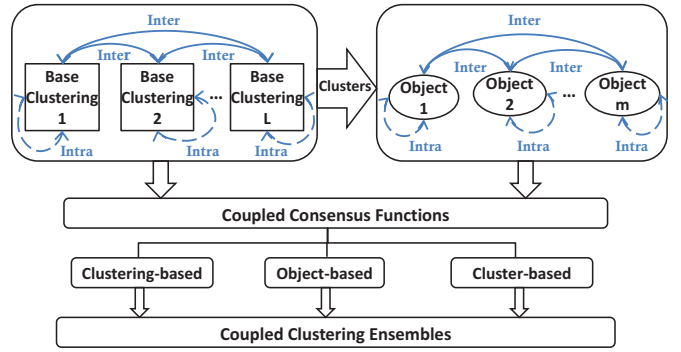 Inter
Inter
Inter
Base Clustering 1
Base Clustering 2
...
Base Clustering L
Intra
Intra
Intra
Clusters
Inter
Inter
Inter
Object 1
Object 2
...
Object m
Intra
Intra
Intra
Coupled Consensus Functions
Clustering-based
Object-based
Cluster-based
Coupled Clustering Ensembles